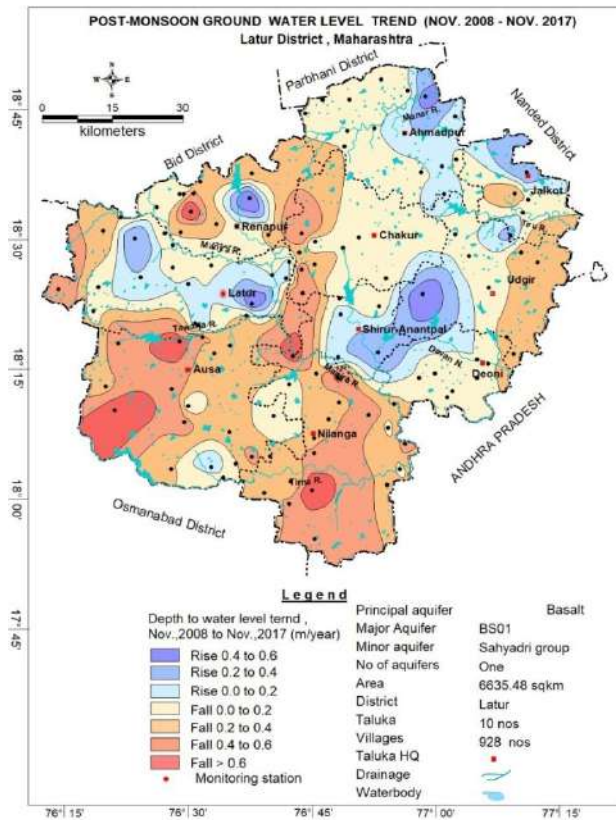 POST-MONSOON GROUND WATER LEVEL TREND (NOV. 2008 - NOV. 2017)
Latur District , Maharashtra
Parbhani District
N
W E
S
30 15 0 30
kilometers
Nanded District
Bid District
Manar R.
Ahmadpur
Jalkot
Renapur
Chakur
Manjra R.
Udgir
Latur
Shirur-Anantpal
Tawarja R.
Ausa
Deoni
Nilanga
ANDHRA PRADESH
Osmanabad District
18° 45'
18° 30'
18° 15'
18° 00'
17° 45'
Legend
Depth to water level ternd ,
Nov.,2008 to Nov.,2017 (m/year)
Rise 0.4 to 0.6
Rise 0.2 to 0.4
Rise 0.0 to 0.2
Fall 0.0 to 0.2
Fall 0.2 to 0.4
Fall 0.4 to 0.6
Fall > 0.6
Monitoring station
Principal aquifer Basalt
Major Aquifer BS01
Minor aquifer Sahyadri group
No of aquifers One
Area 6635.48 sqkm
District Latur
Taluka 10 nos
Villages 928 nos
Taluka HQ
Drainage
Waterbody
76° 15' 76° 30' 76° 45' 77° 00' 77° 15'